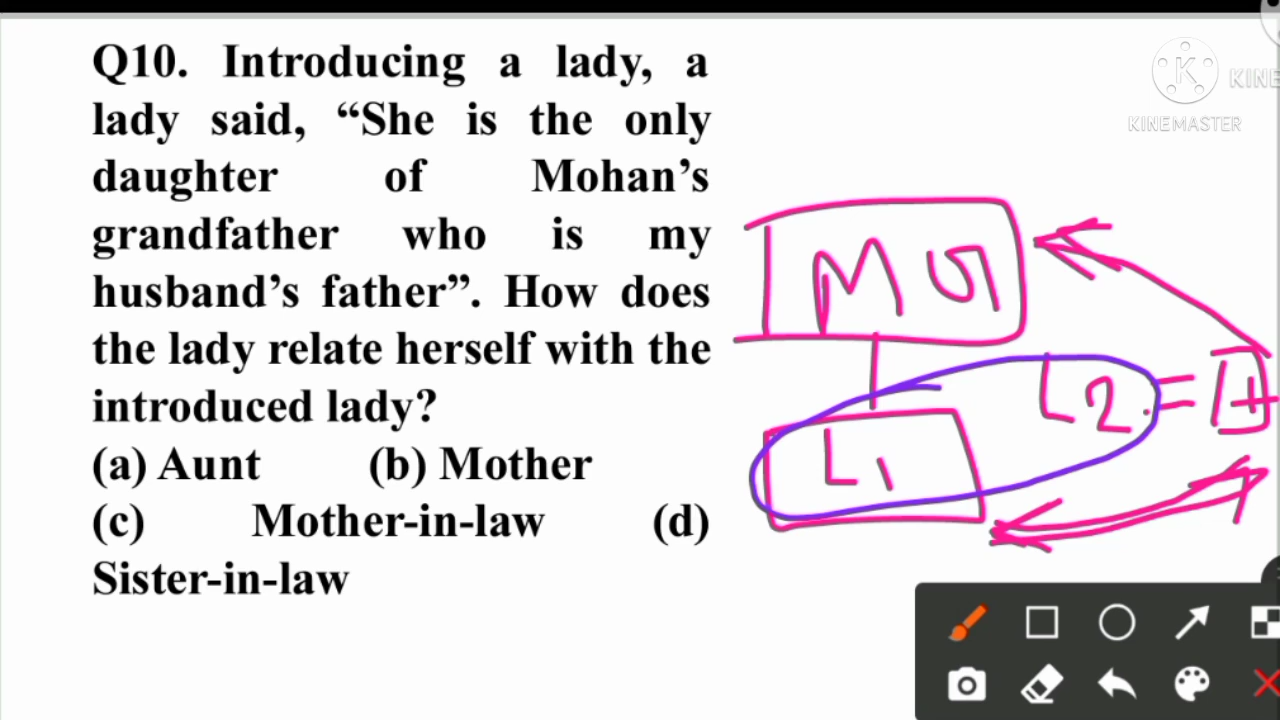 Q10. Introducing a lady, a
lady said, “She is the only
daughter of Mohan’s
grandfather who is my
husband’s father”. How does
the lady relate herself with the
introduced lady?
(a) Aunt (b) Mother
(c) Mother-in-law (d)
Sister-in-law
K KINE
KINEMASTER
L2 =
L1